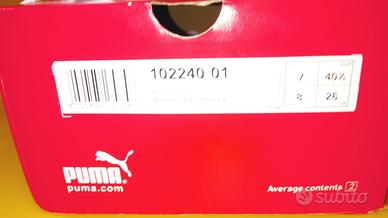 102240 01
7 40½
8 26
PUMA
puma.com
Average contents 2
subito